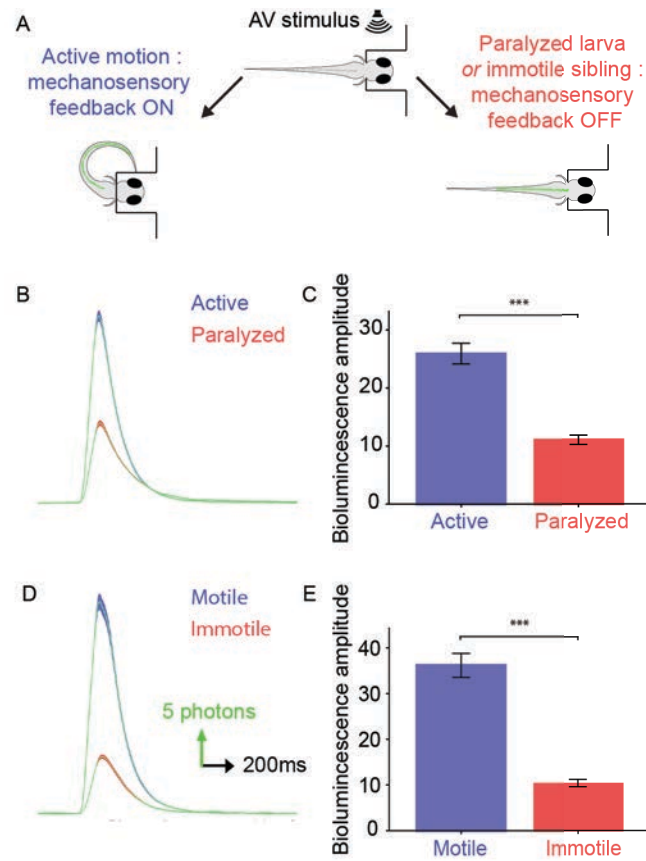 A
AV stimulus
Active motion :
mechanosensory
feedback ON
Paralyzed larva
or immotile sibling :
mechanosensory
feedback OFF
B
Active
Paralyzed
C
Bioluminescence amplitude
30
20
10
0
***
Active
Paralyzed
D
Motile
Immotile
5 photons
200ms
E
Bioluminescence amplitude
40
30
20
10
0
***
Motile
Immotile